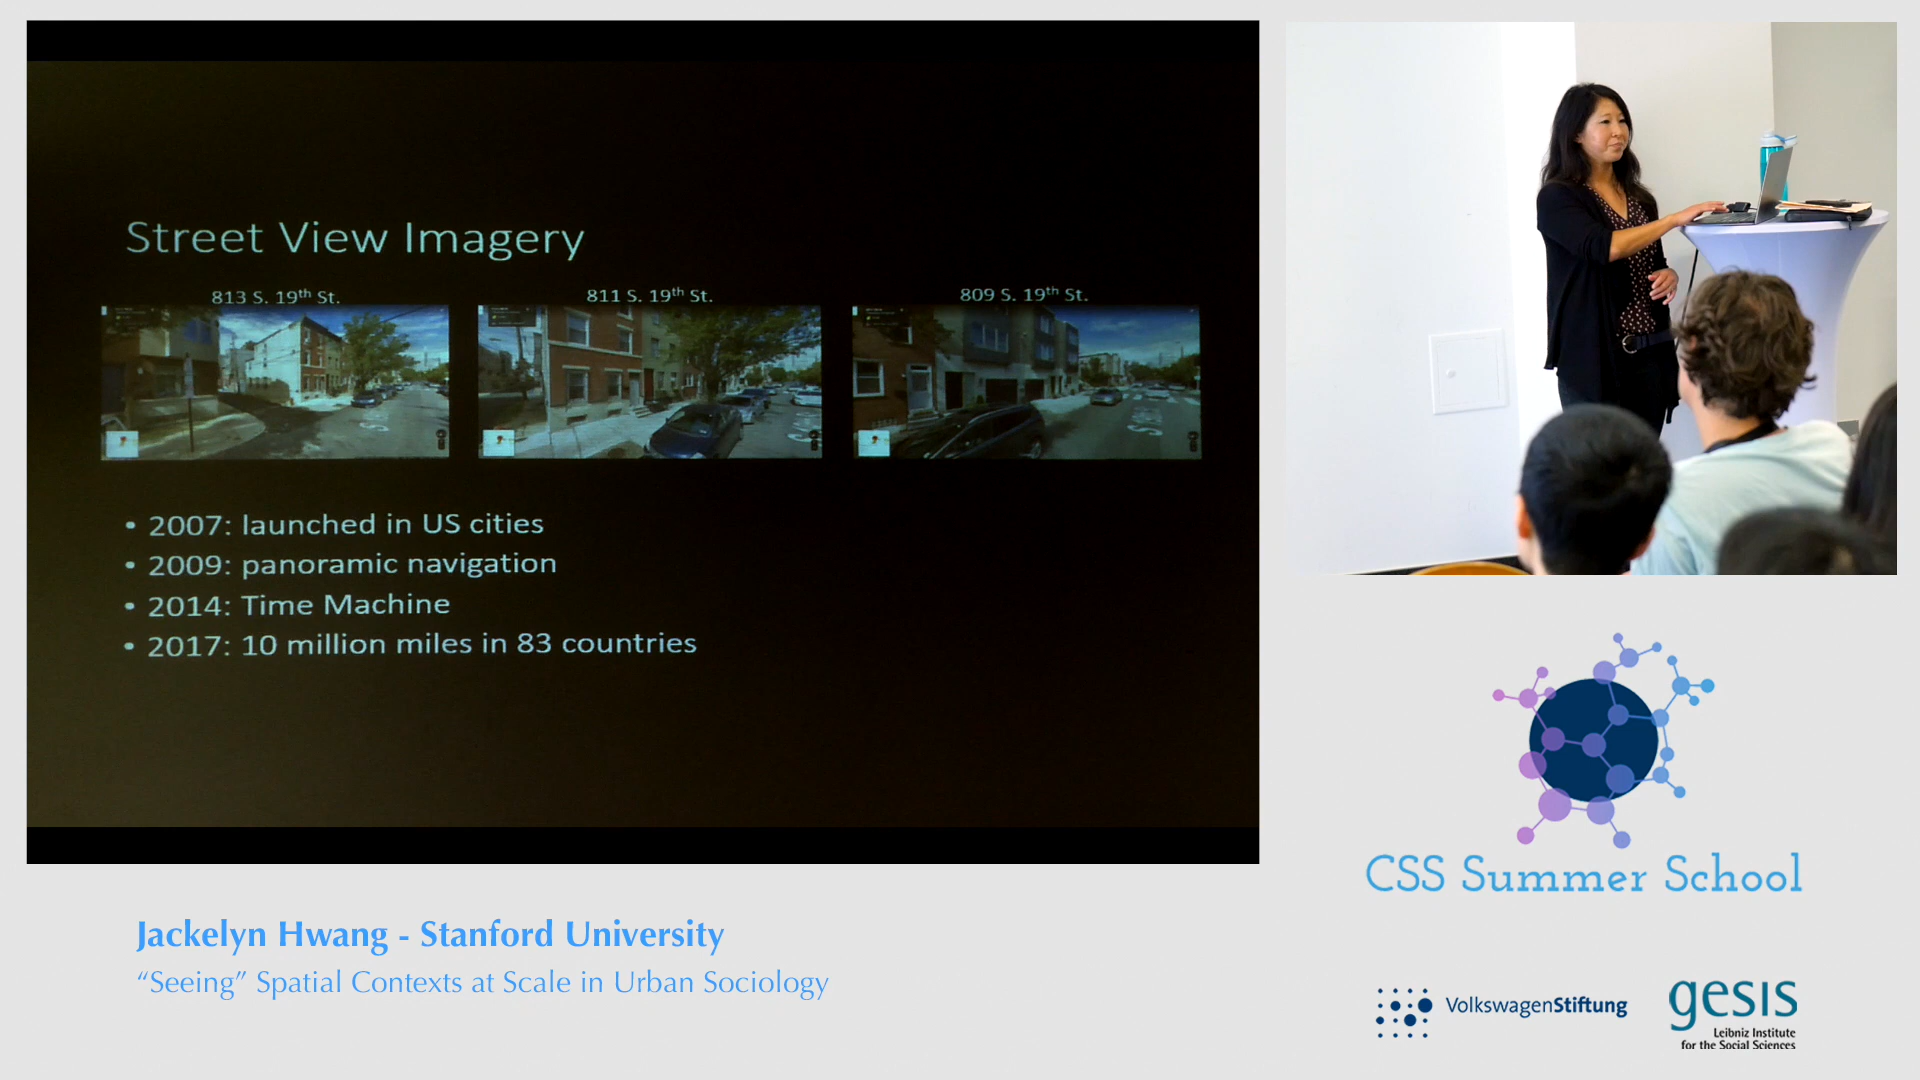 Street View Imagery
813 S. 19th St.
811 S. 19th St.
809 S. 19th St.
• 2007: launched in US cities
• 2009: panoramic navigation
• 2014: Time Machine
• 2017: 10 million miles in 83 countries
Jackelyn Hwang - Stanford University
“Seeing” Spatial Contexts at Scale in Urban Sociology
CSS Summer School
VolkswagenStiftung
gesis
Leibniz Institute
for the Social Sciences